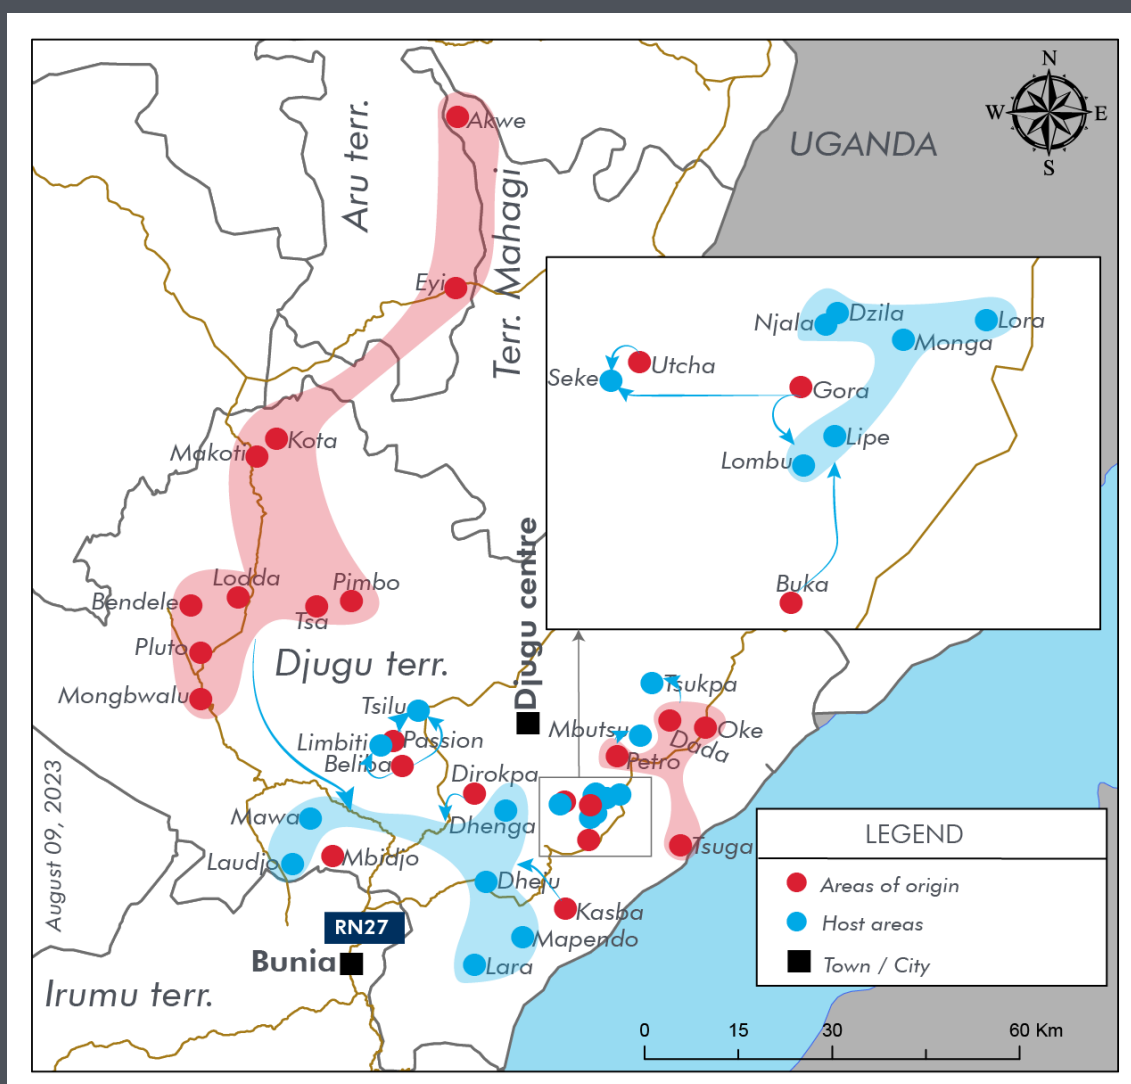 N
W
E
S
Akwe
Aru terr.
UGANDA
Terr. Mahagi
Eyi
Njala
Dzila
Lora
Monga
Utcha
Seke
Gora
Lipe
Lombu
Buka
Kota
Makoti
Lodda
Pimbo
Bendele
Tsa
Pluto
Mongbwalu
Djugu terr.
Djugu centre
Tsilu
Limbiti
Passion
Beliba
Tsukpa
Mbutsu
Oke
Dada
Petro
Dirokpa
Dhenga
Mawa
Laudjo
Mbidjo
Tsuga
Dheju
Kasba
Mapendo
Lara
RN27
Bunia
Irumu terr.
August 09, 2023
LEGEND
Areas of origin
Host areas
Town / City
0 15 30 60 Km